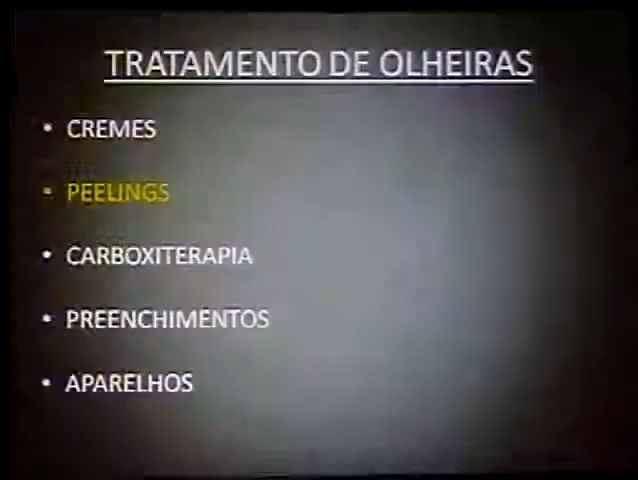 TRATAMENTO DE OLHEIRAS
• CREMES
• PEELINGS
• CARBOXITERAPIA
• PREENCHIMENTOS
• APARELHOS